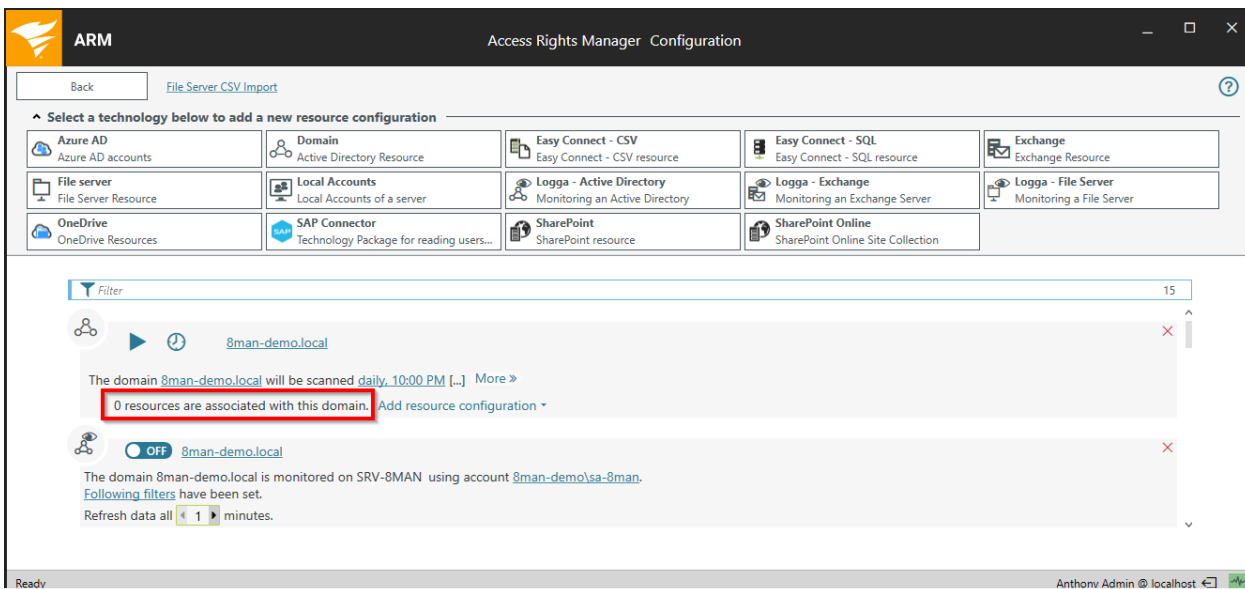 ARM
Access Rights Manager Configuration
Back
File Server CSV Import
?
Select a technology below to add a new resource configuration
Azure AD
Azure AD accounts
Domain
Active Directory Resource
Easy Connect - CSV
Easy Connect - CSV resource
Easy Connect - SQL
Easy Connect - SQL resource
Exchange
Exchange Resource
File server
File Server Resource
Local Accounts
Local Accounts of a server
Logga - Active Directory
Monitoring an Active Directory
Logga - Exchange
Monitoring an Exchange Server
Logga - File Server
Monitoring a File Server
OneDrive
OneDrive Resources
SAP
SAP Connector
Technology Package for reading users...
SharePoint
SharePoint resource
SharePoint Online
SharePoint Online Site Collection
Filter
15
8man-demo.local
The domain 8man-demo.local will be scanned daily, 10:00 PM [...] More »
0 resources are associated with this domain. Add resource configuration
OFF 8man-demo.local
The domain 8man-demo.local is monitored on SRV-8MAN using account 8man-demo\sa-8man.
Following filters have been set.
Refresh data all 1 minutes.
Ready
Anthony Admin @ localhost